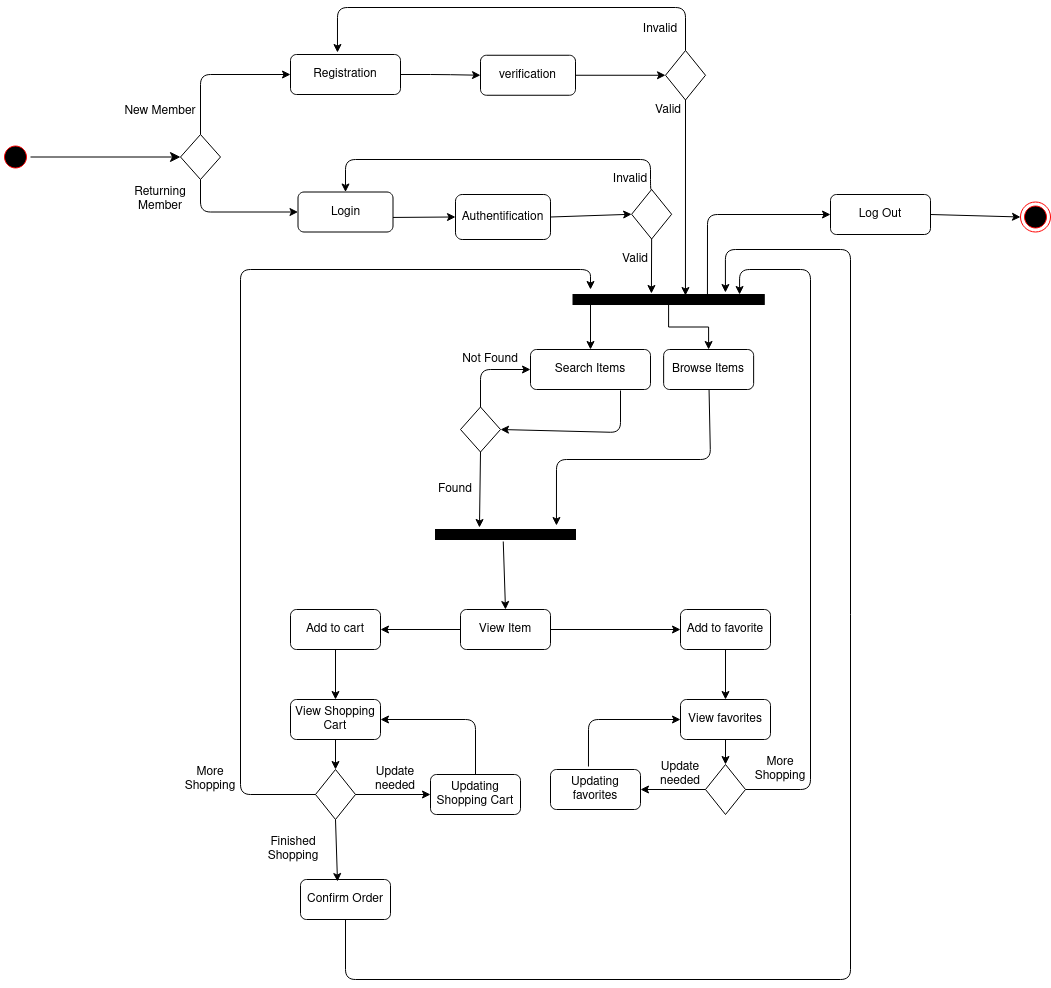 Invalid
Registration
verification
New Member
Valid
Returning
Member
Invalid
Login
Authentification
Log Out
Valid
Not Found
Search Items
Browse Items
Found
Add to cart
View Item
Add to favorite
View Shopping
Cart
View favorites
More
Shopping
Update
needed
Updating
Shopping Cart
Updating
favorites
Update
needed
More
Shopping
Finished
Shopping
Confirm Order